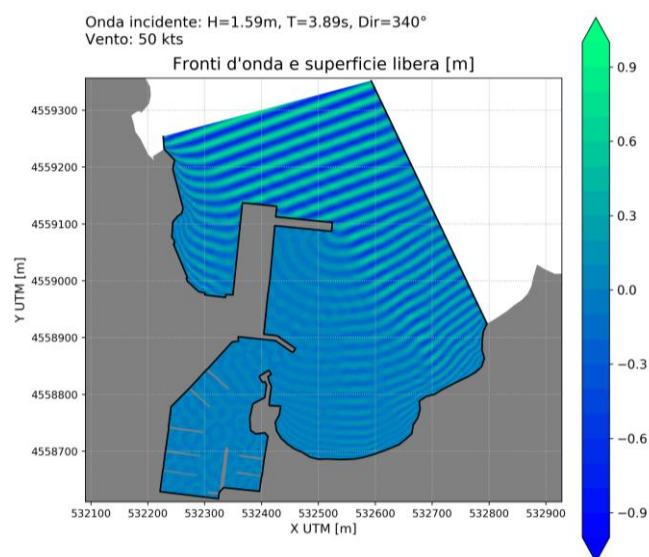 Onda incidente: H=1.59m, T=3.89s, Dir=340°
Vento: 50 kts
Fronti d'onda e superficie libera [m]
4559300
4559200
4559100
4559000
4558900
4558800
4558700
Y UTM [m]
532100 532200 532300 532400 532500 532600 532700 532800 532900
X UTM [m]
0.9
0.6
0.3
0.0
−0.3
−0.6
−0.9